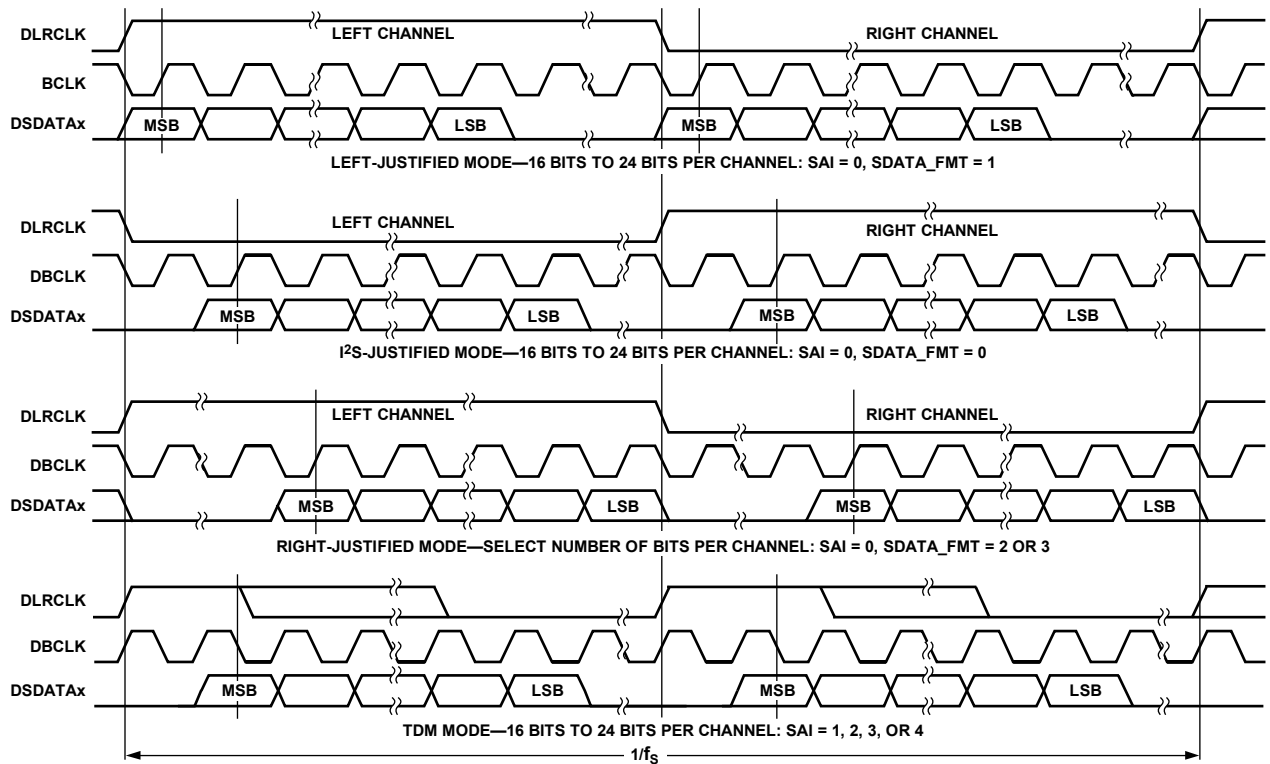 DLRCLK LEFT CHANNEL RIGHT CHANNEL
BCLK
DSDATAx MSB LSB MSB LSB
LEFT-JUSTIFIED MODE—16 BITS TO 24 BITS PER CHANNEL: SAI = 0, SDATA_FMT = 1
DLRCLK LEFT CHANNEL RIGHT CHANNEL
DBCLK
DSDATAx MSB LSB MSB LSB
I²S-JUSTIFIED MODE—16 BITS TO 24 BITS PER CHANNEL: SAI = 0, SDATA_FMT = 0
DLRCLK LEFT CHANNEL RIGHT CHANNEL
DBCLK
DSDATAx MSB LSB MSB LSB
RIGHT-JUSTIFIED MODE—SELECT NUMBER OF BITS PER CHANNEL: SAI = 0, SDATA_FMT = 2 OR 3
DLRCLK
DBCLK
DSDATAx MSB LSB MSB LSB
TDM MODE—16 BITS TO 24 BITS PER CHANNEL: SAI = 1, 2, 3, OR 4
1/fS